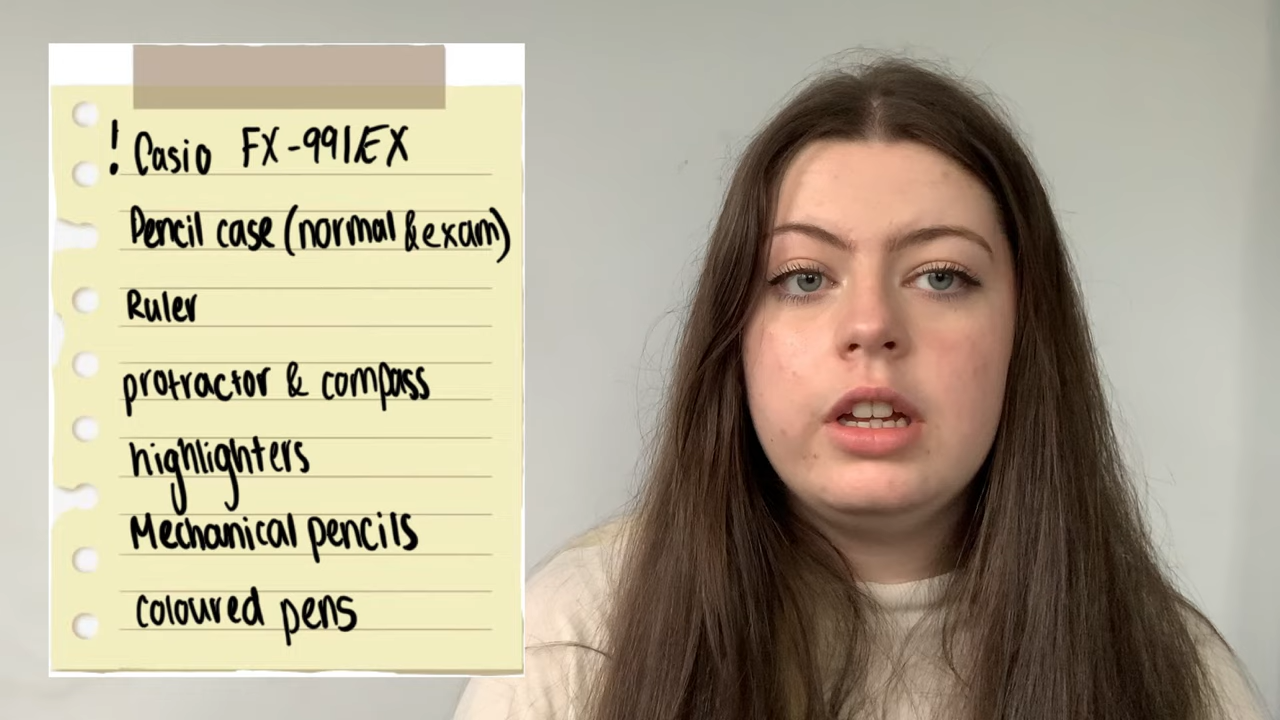 ! Casio FX-991EX
Pencil case (normal & exam)
Ruler
protractor & compass
highlighters
Mechanical pencils
coloured pens